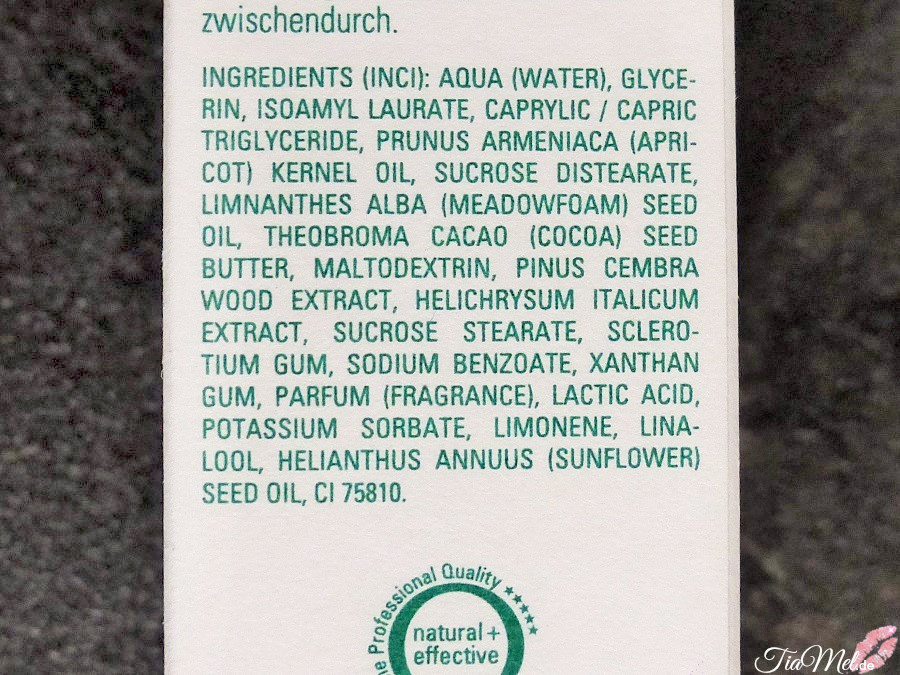 zwischendurch.
INGREDIENTS (INCI): AQUA (WATER), GLYCE-
RIN, ISOAMYL LAURATE, CAPRYLIC / CAPRIC
TRIGLYCERIDE, PRUNUS ARMENIACA (APRI-
COT) KERNEL OIL, SUCROSE DISTEARATE,
LIMNANTHES ALBA (MEADOWFOAM) SEED
OIL, THEOBROMA CACAO (COCOA) SEED
BUTTER, MALTODEXTRIN, PINUS CEMBRA
WOOD EXTRACT, HELICHRYSUM ITALICUM
EXTRACT, SUCROSE STEARATE, SCLERO-
TIUM GUM, SODIUM BENZOATE, XANTHAN
GUM, PARFUM (FRAGRANCE), LACTIC ACID,
POTASSIUM SORBATE, LIMONENE, LINA-
LOOL, HELIANTHUS ANNUUS (SUNFLOWER)
SEED OIL, CI 75810.
Professional Quality
natural +
effective
TiaMel.de